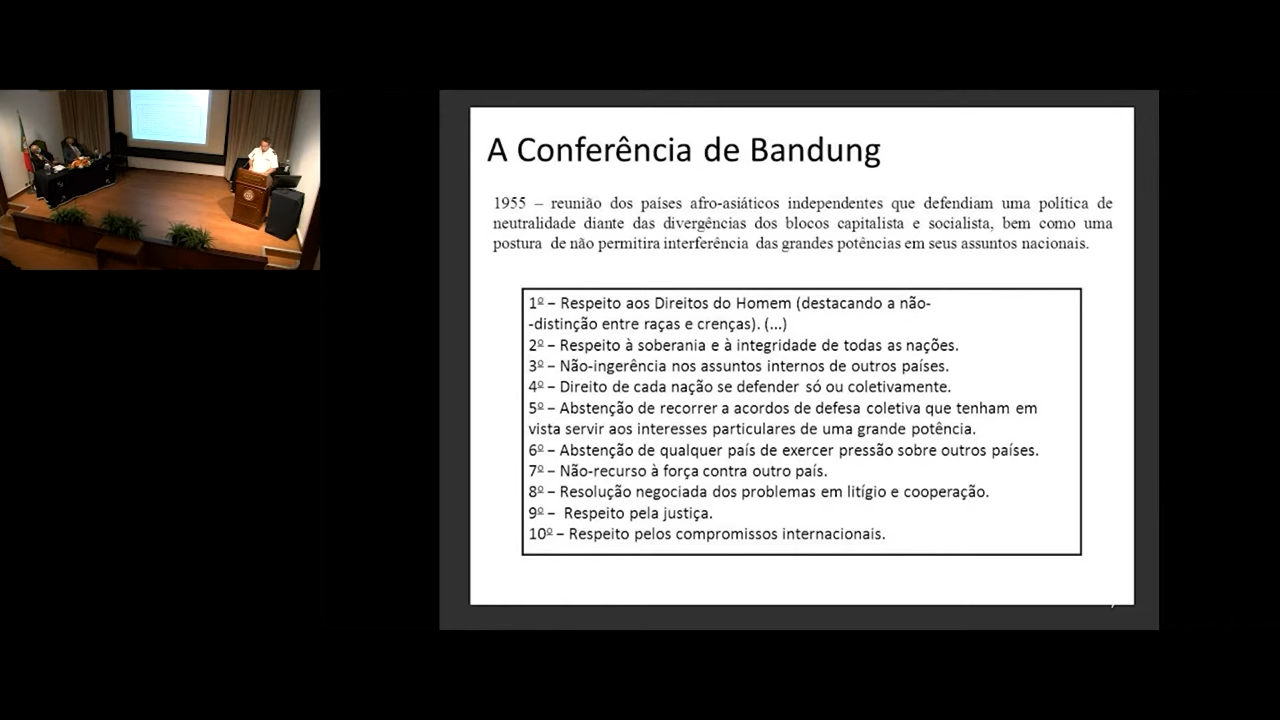 A Conferência de Bandung
1955 – reunião dos países afro-asiáticos independentes que defendiam uma política de
neutralidade diante das divergências dos blocos capitalista e socialista, bem como uma
postura de não permitira interferência das grandes potências em seus assuntos nacionais.
1º – Respeito aos Direitos do Homem (destacando a não-
-distinção entre raças e crenças). (...)
2º – Respeito à soberania e à integridade de todas as nações.
3º – Não-ingerência nos assuntos internos de outros países.
4º – Direito de cada nação se defender só ou coletivamente.
5º – Abstenção de recorrer a acordos de defesa coletiva que tenham em
vista servir aos interesses particulares de uma grande potência.
6º – Abstenção de qualquer país de exercer pressão sobre outros países.
7º – Não-recurso à força contra outro país.
8º – Resolução negociada dos problemas em litígio e cooperação.
9º – Respeito pela justiça.
10º – Respeito pelos compromissos internacionais.